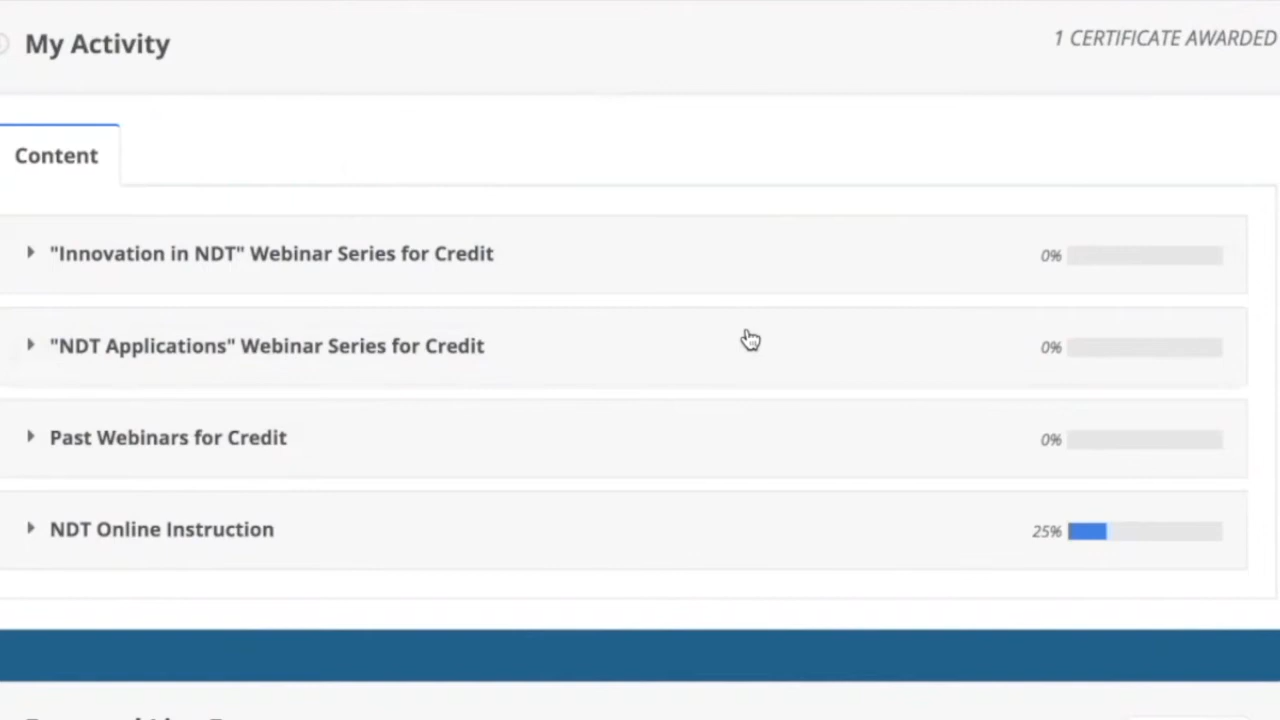 My Activity
1 CERTIFICATE AWARDED
Content
"Innovation in NDT" Webinar Series for Credit
0%
"NDT Applications" Webinar Series for Credit
0%
Past Webinars for Credit
0%
NDT Online Instruction
25%